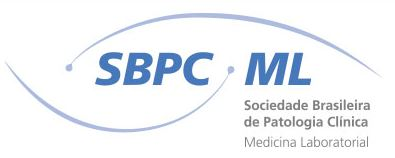 SBPC ML
Sociedade Brasileira
de Patologia Clínica
Medicina Laboratorial